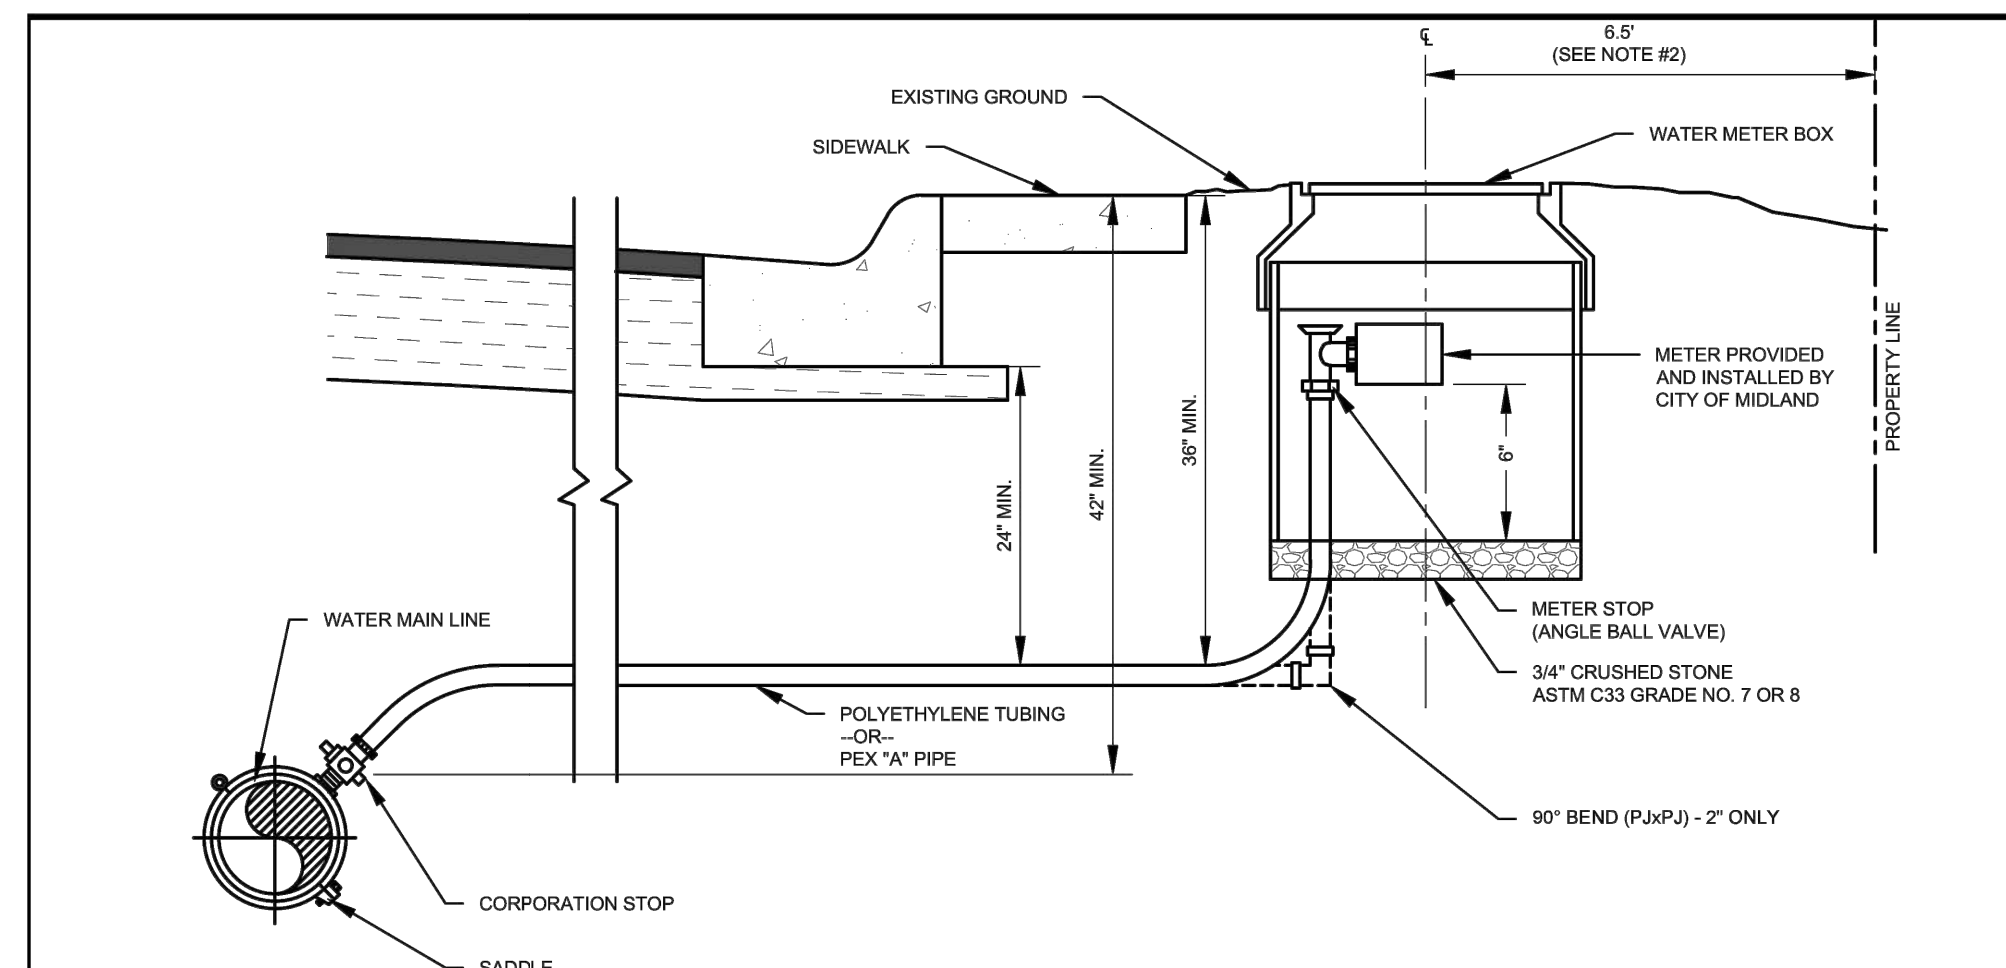 ℄
6.5'
(SEE NOTE #2)
EXISTING GROUND
SIDEWALK
WATER METER BOX
PROPERTY LINE
METER PROVIDED
AND INSTALLED BY
CITY OF MIDLAND
24" MIN.
42" MIN.
36" MIN.
6"
WATER MAIN LINE
METER STOP
(ANGLE BALL VALVE)
3/4" CRUSHED STONE
ASTM C33 GRADE NO. 7 OR 8
POLYETHYLENE TUBING
--OR--
PEX "A" PIPE
90° BEND (PJxPJ) - 2" ONLY
CORPORATION STOP
SADDLE